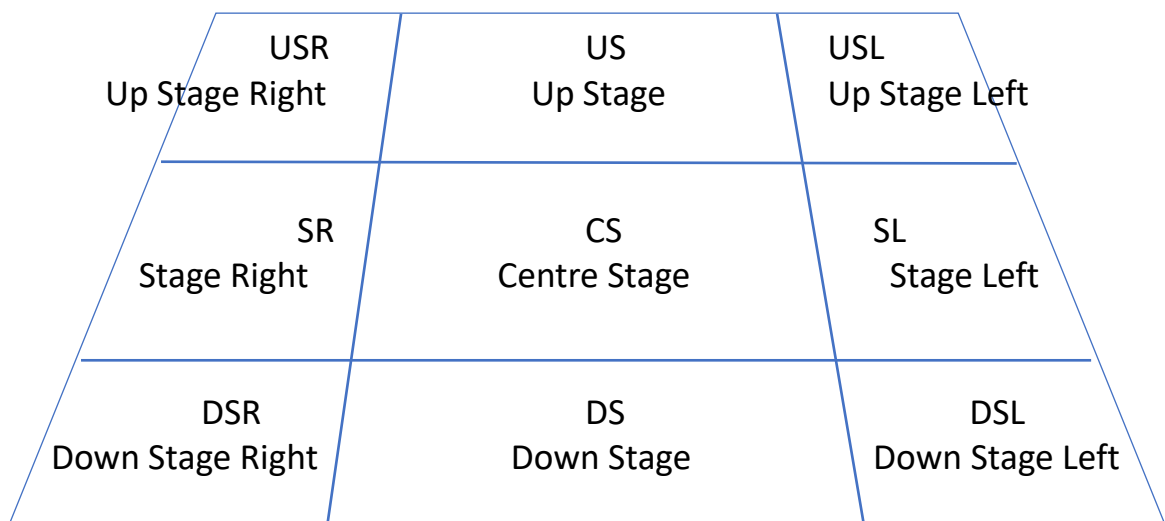 USR
Up Stage Right
US
Up Stage
USL
Up Stage Left
SR
Stage Right
CS
Centre Stage
SL
Stage Left
DSR
Down Stage Right
DS
Down Stage
DSL
Down Stage Left